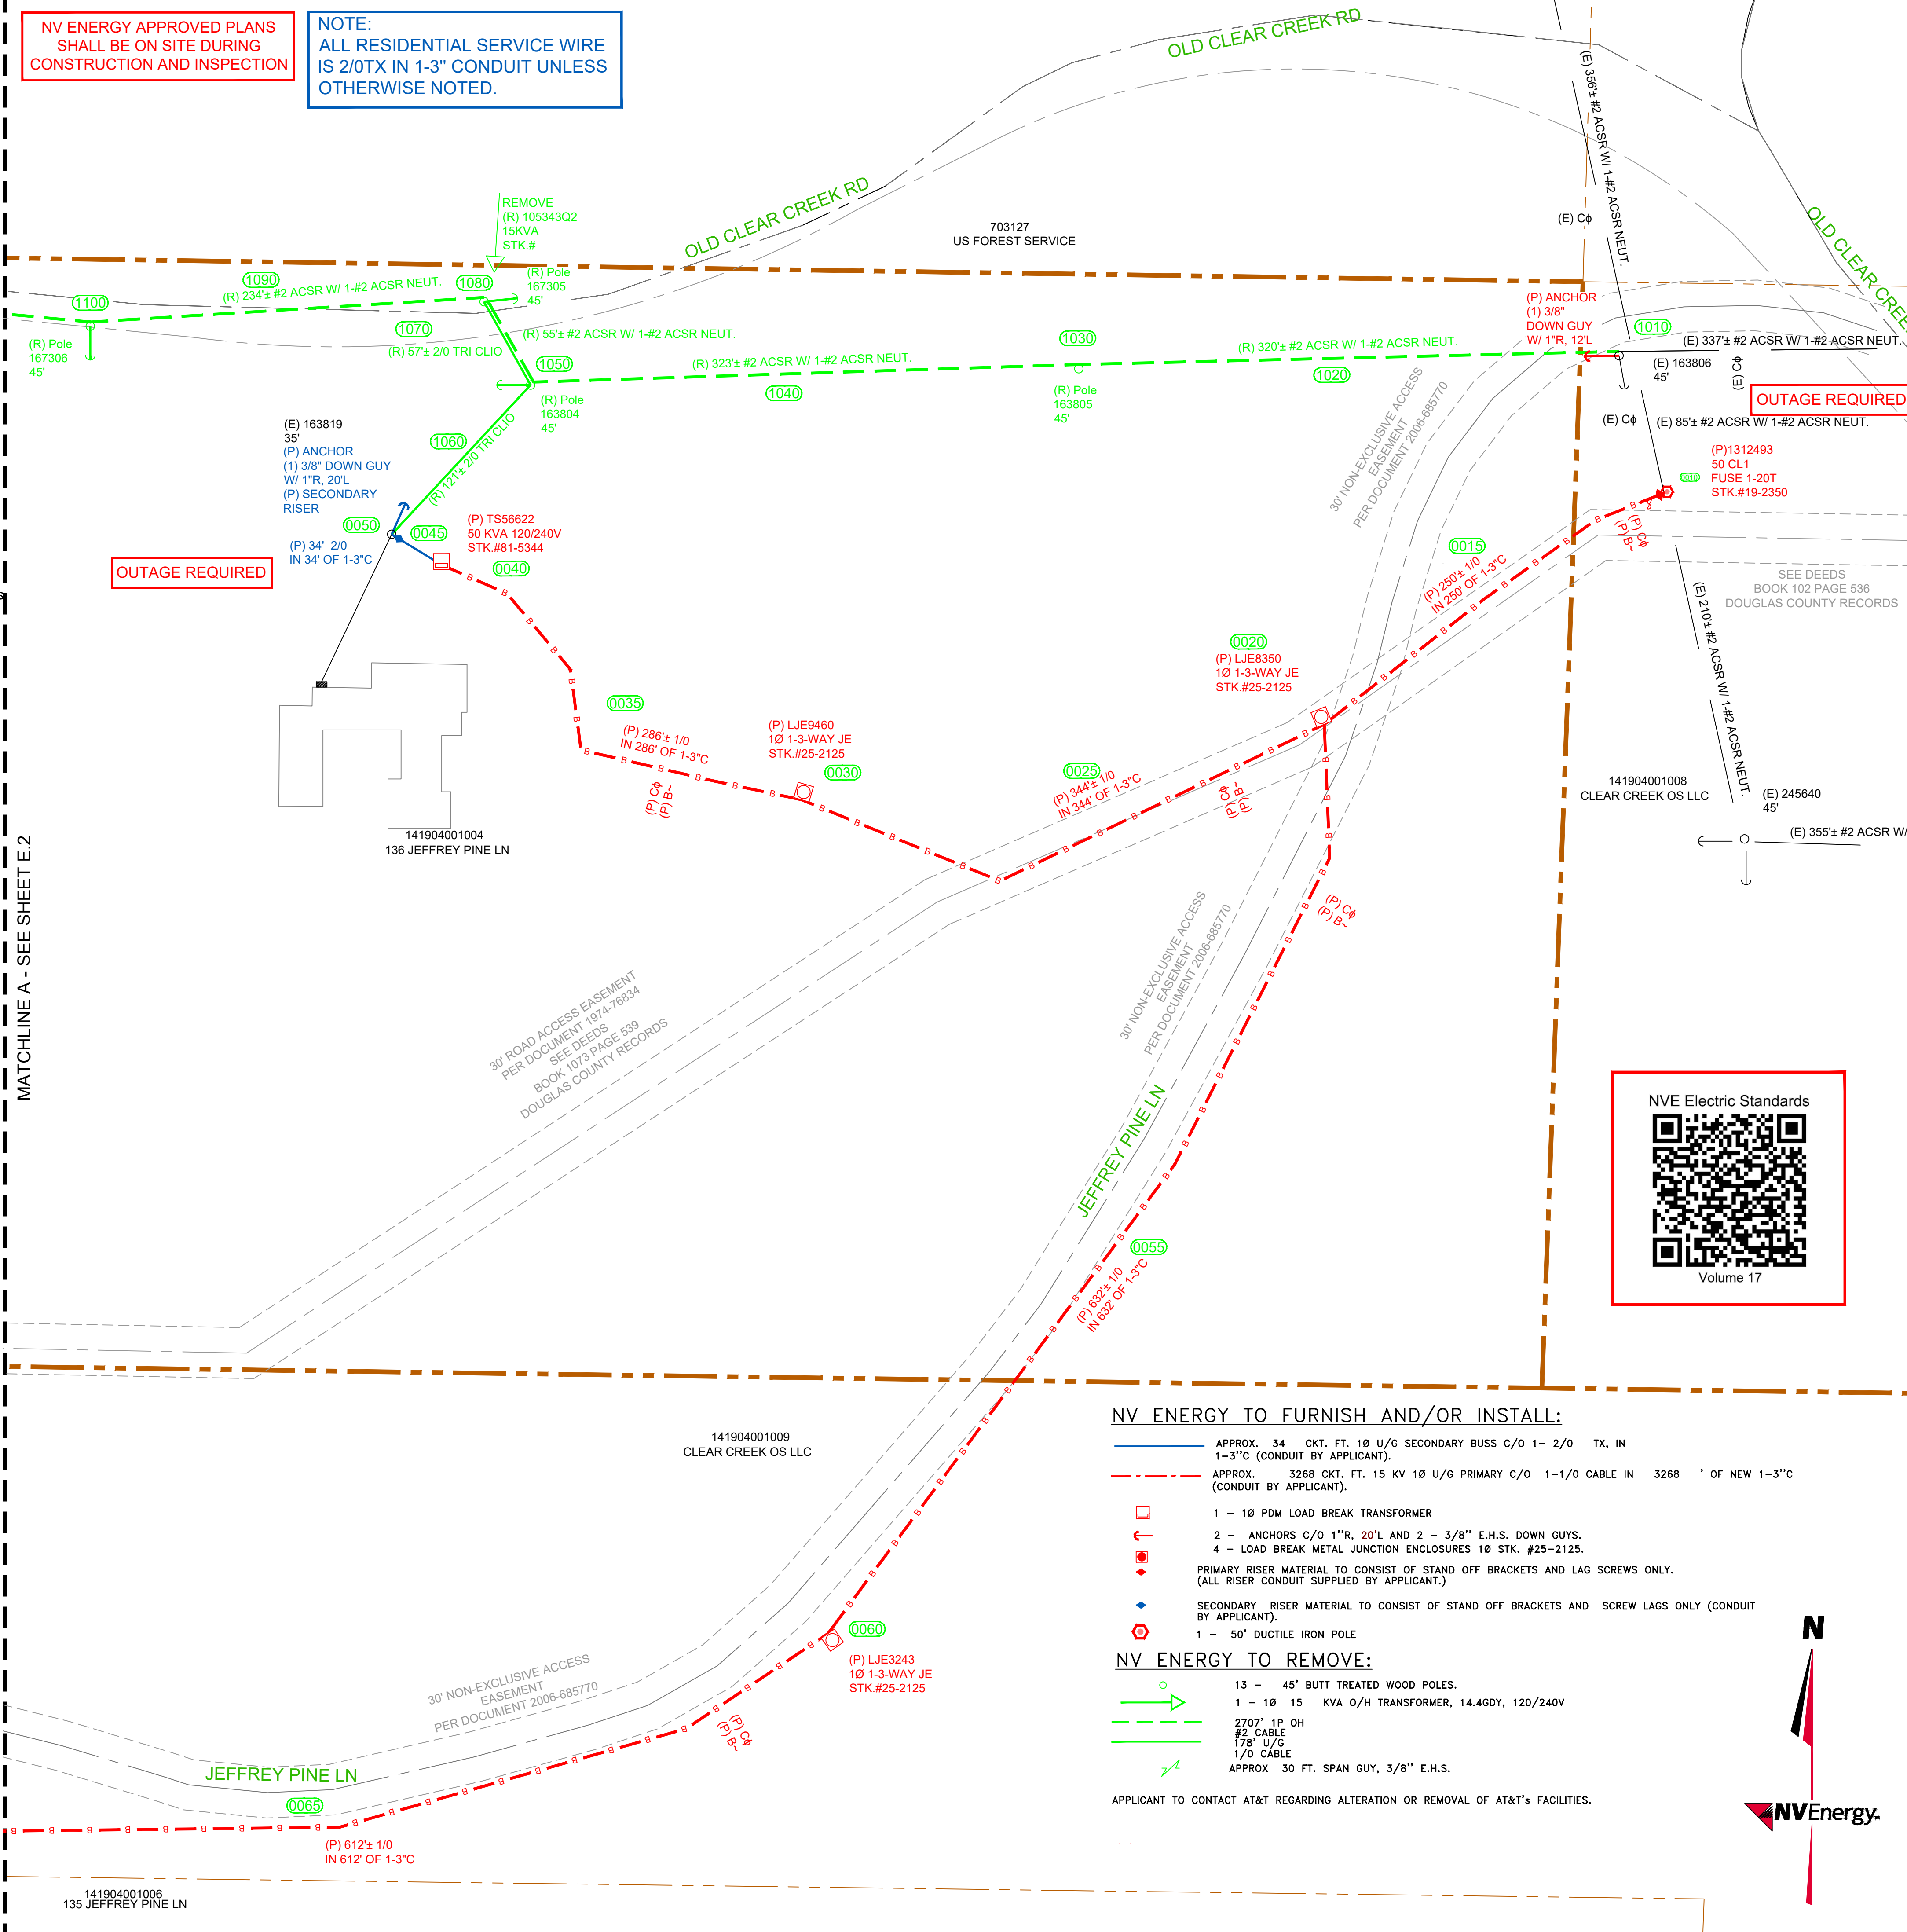 NV ENERGY APPROVED PLANS
SHALL BE ON SITE DURING
CONSTRUCTION AND INSPECTION
NOTE:
ALL RESIDENTIAL SERVICE WIRE
IS 2/0TX IN 1-3" CONDUIT UNLESS
OTHERWISE NOTED.
OLD CLEAR CREEK RD
OLD CLEAR CREEK RD
703127
US FOREST SERVICE
(E) 356'± #2 ACSR W/ 1-#2 ACSR NEUT.
(E) Cϕ
REMOVE
(R) 105343Q2
15KVA
STK.#
1090
(R) 234'± #2 ACSR W/ 1-#2 ACSR NEUT.
1080
(R) Pole
167305
45'
1100
(R) Pole
167306
45'
1070
(R) 57'± 2/0 TRI CLIO
(R) 55'± #2 ACSR W/ 1-#2 ACSR NEUT.
1050
(R) Pole
163804
45'
(R) 323'± #2 ACSR W/ 1-#2 ACSR NEUT.
1040
1030
(R) Pole
163805
45'
(R) 320'± #2 ACSR W/ 1-#2 ACSR NEUT.
1020
(P) ANCHOR
(1) 3/8"
DOWN GUY
W/ 1"R, 12'L
1010
(E) 337'± #2 ACSR W/ 1-#2 ACSR NEUT.
(E) 163806
45'
(E) Cϕ
OUTAGE REQUIRED
(E) Cϕ
(E) 85'± #2 ACSR W/ 1-#2 ACSR NEUT.
(P)1312493
50 CL1
FUSE 1-20T
STK.#19-2350
0010
(P) Cϕ
(P) B~
30' NON-EXCLUSIVE ACCESS
EASEMENT
PER DOCUMENT 2006-685770
(E) 163819
35'
(P) ANCHOR
(1) 3/8" DOWN GUY
W/ 1"R, 20'L
(P) SECONDARY
RISER
1060
(R) 121'± 2/0 TRI CLIO
0050
0045
(P) 34' 2/0
IN 34' OF 1-3"C
(P) TS56622
50 KVA 120/240V
STK.#81-5344
0040
OUTAGE REQUIRED
0015
(P) 250'± 1/0
IN 250' OF 1-3"C
SEE DEEDS
BOOK 102 PAGE 536
DOUGLAS COUNTY RECORDS
(E) 210'± #2 ACSR W/ 1-#2 ACSR NEUT.
0020
(P) LJE8350
1Ø 1-3-WAY JE
STK.#25-2125
0035
(P) 286'± 1/0
IN 286' OF 1-3"C
(P) Cϕ
(P) B~
(P) LJE9460
1Ø 1-3-WAY JE
STK.#25-2125
0030
0025
(P) 344'± 1/0
IN 344' OF 1-3"C
(P) Cϕ
(P) B~
141904001008
CLEAR CREEK OS LLC
(E) 245640
45'
(E) 355'± #2 ACSR W/
141904001004
136 JEFFREY PINE LN
MATCHLINE A - SEE SHEET E.2
(P) Cϕ
(P) B~
30' ROAD ACCESS EASEMENT
PER DOCUMENT 1974-76834
SEE DEEDS
BOOK 1073 PAGE 539
DOUGLAS COUNTY RECORDS
30' NON-EXCLUSIVE ACCESS
EASEMENT
PER DOCUMENT 2006-685770
JEFFREY PINE LN
0055
(P) 632'± 1/0
IN 632' OF 1-3"C
NVE Electric Standards
Volume 17
141904001009
CLEAR CREEK OS LLC
0060
(P) LJE3243
1Ø 1-3-WAY JE
STK.#25-2125
30' NON-EXCLUSIVE ACCESS
EASEMENT
PER DOCUMENT 2006-685770
(P) Cϕ
(P) B~
JEFFREY PINE LN
0065
(P) 612'± 1/0
IN 612' OF 1-3"C
141904001006
135 JEFFREY PINE LN
NV ENERGY TO FURNISH AND/OR INSTALL:
APPROX. 34 CKT. FT. 1Ø U/G SECONDARY BUSS C/O 1- 2/0 TX, IN
1-3"C (CONDUIT BY APPLICANT).
APPROX. 3268 CKT. FT. 15 KV 1Ø U/G PRIMARY C/O 1-1/0 CABLE IN 3268 ' OF NEW 1-3"C
(CONDUIT BY APPLICANT).
1 - 1Ø PDM LOAD BREAK TRANSFORMER
2 - ANCHORS C/O 1"R, 20'L AND 2 - 3/8" E.H.S. DOWN GUYS.
4 - LOAD BREAK METAL JUNCTION ENCLOSURES 1Ø STK. #25-2125.
PRIMARY RISER MATERIAL TO CONSIST OF STAND OFF BRACKETS AND LAG SCREWS ONLY.
(ALL RISER CONDUIT SUPPLIED BY APPLICANT.)
SECONDARY RISER MATERIAL TO CONSIST OF STAND OFF BRACKETS AND SCREW LAGS ONLY (CONDUIT
BY APPLICANT).
1 - 50' DUCTILE IRON POLE
NV ENERGY TO REMOVE:
13 - 45' BUTT TREATED WOOD POLES.
1 - 1Ø 15 KVA O/H TRANSFORMER, 14.4GDY, 120/240V
2707' 1P OH
#2 CABLE
178' U/G
1/0 CABLE
APPROX 30 FT. SPAN GUY, 3/8" E.H.S.
APPLICANT TO CONTACT AT&T REGARDING ALTERATION OR REMOVAL OF AT&T's FACILITIES.
N
NVEnergy